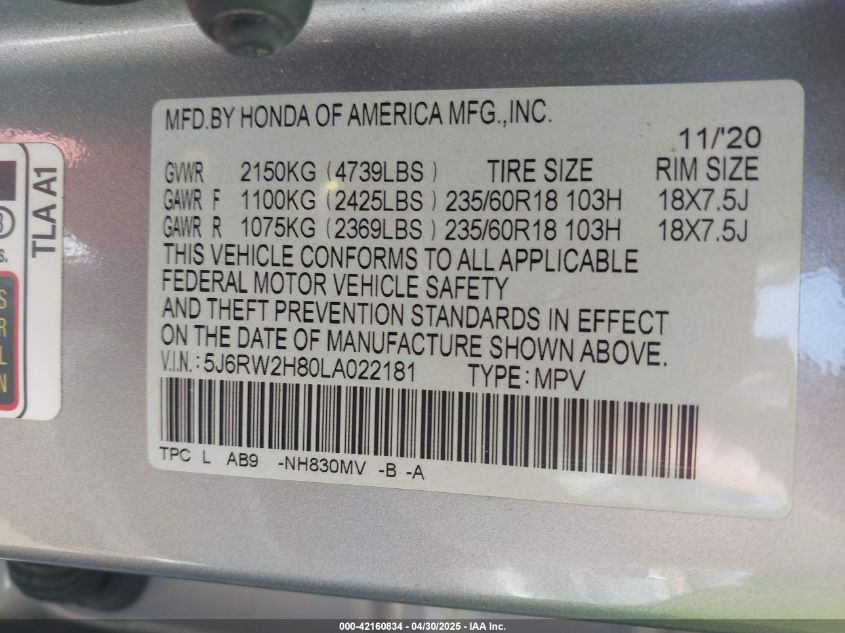 MFD.BY HONDA OF AMERICA MFG.,INC.
11/'20
GVWR 2150KG (4739LBS) TIRE SIZE RIM SIZE
GAWR F 1100KG (2425LBS) 235/60R18 103H 18X7.5J
GAWR R 1075KG (2369LBS) 235/60R18 103H 18X7.5J
THIS VEHICLE CONFORMS TO ALL APPLICABLE
FEDERAL MOTOR VEHICLE SAFETY
AND THEFT PREVENTION STANDARDS IN EFFECT
ON THE DATE OF MANUFACTURE SHOWN ABOVE.
V.I.N.: 5J6RW2H80LA022181 TYPE: MPV
TPC L AB9 -NH830MV -B -A
TLA A1
000-42160834 - 04/30/2025 - IAA Inc.